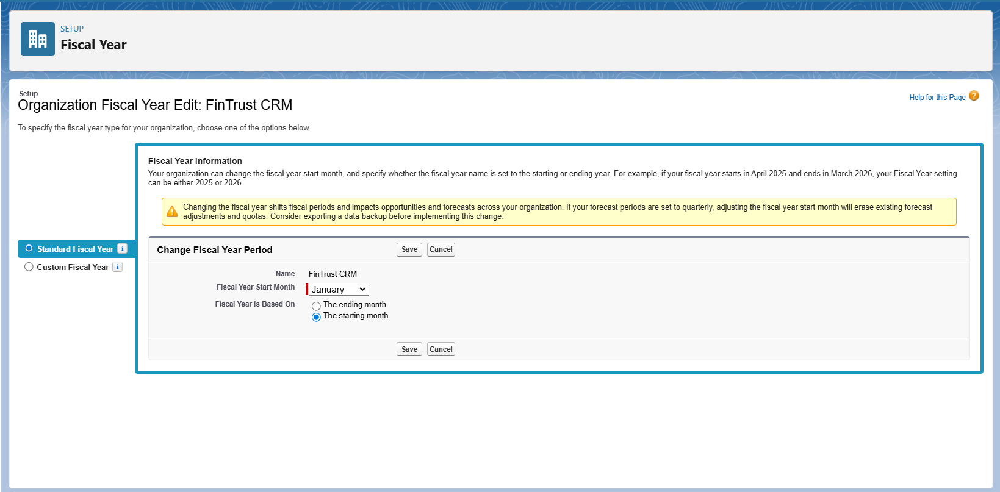 SETUP
Fiscal Year
Setup
Organization Fiscal Year Edit: FinTrust CRM
Help for this Page
To specify the fiscal year type for your organization, choose one of the options below.
Standard Fiscal Year
Custom Fiscal Year
Fiscal Year Information
Your organization can change the fiscal year start month, and specify whether the fiscal year name is set to the starting or ending year. For example, if your fiscal year starts in April 2025 and ends in March 2026, your Fiscal Year setting
can be either 2025 or 2026.
Changing the fiscal year shifts fiscal periods and impacts opportunities and forecasts across your organization. If your forecast periods are set to quarterly, adjusting the fiscal year start month will erase existing forecast
adjustments and quotas. Consider exporting a data backup before implementing this change.
Change Fiscal Year Period Save Cancel
Name FinTrust CRM
Fiscal Year Start Month January
Fiscal Year is Based On The ending month
The starting month
Save Cancel